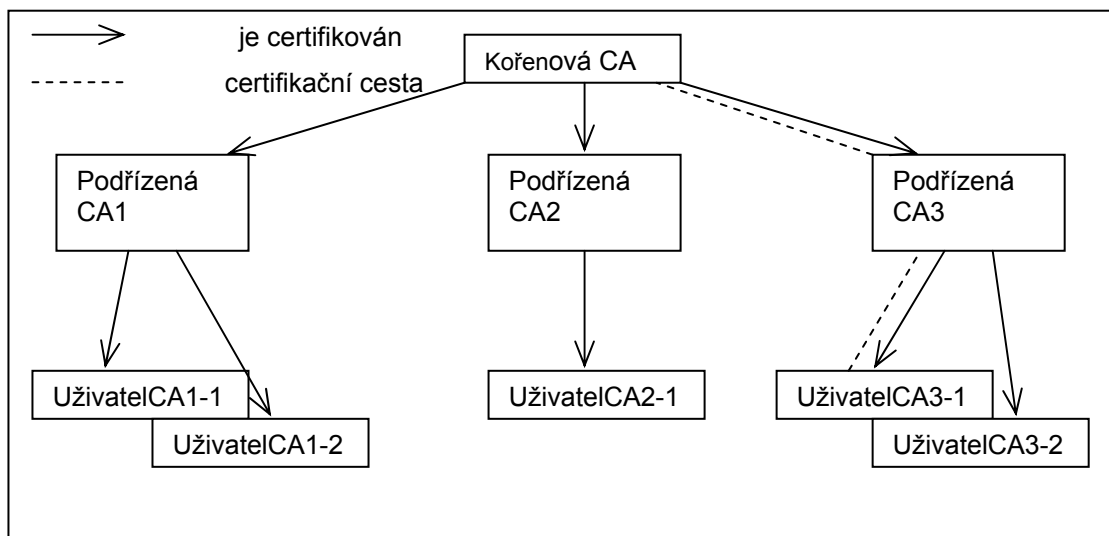 je certifikován
certifikační cesta
Kořenová CA
Podřízená
CA1
Podřízená
CA2
Podřízená
CA3
UživatelCA1-1
UživatelCA1-2
UživatelCA2-1
UživatelCA3-1
UživatelCA3-2